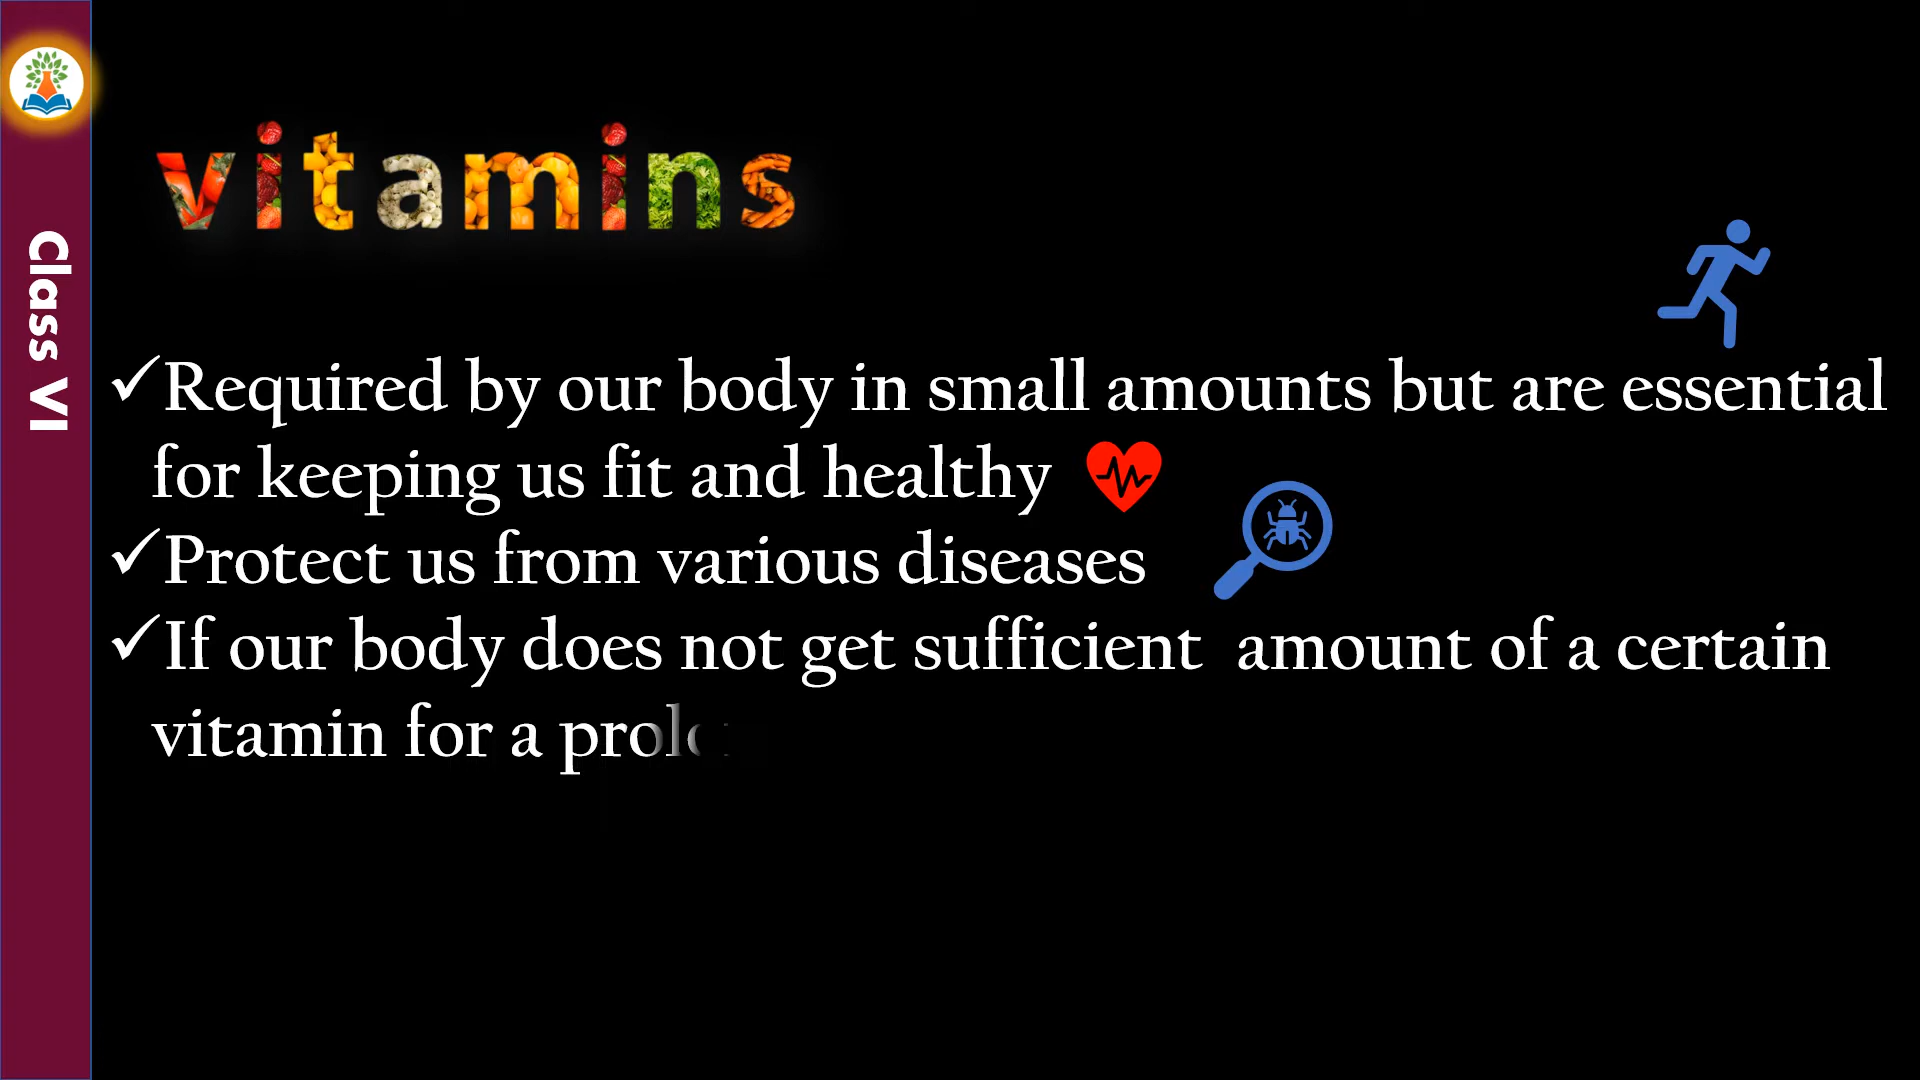 Class VI
vitamins
✓Required by our body in small amounts but are essential
for keeping us fit and healthy
✓Protect us from various diseases
✓If our body does not get sufficient amount of a certain
vitamin for a